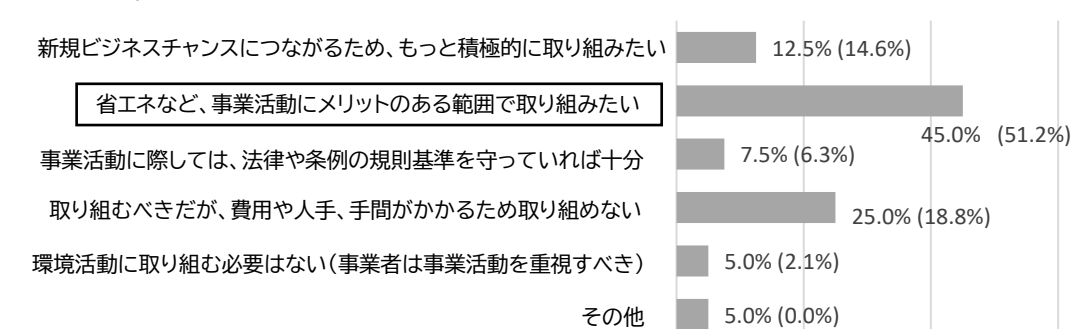 新規ビジネスチャンスにつながるため、もっと積極的に取り組みたい 12.5% (14.6%)
省エネなど、事業活動にメリットのある範囲で取り組みたい 45.0% (51.2%)
事業活動に際しては、法律や条例の規則基準を守っていれば十分 7.5% (6.3%)
取り組むべきだが、費用や人手、手間がかかるため取り組めない 25.0% (18.8%)
環境活動に取り組む必要はない(事業者は事業活動を重視すべき) 5.0% (2.1%)
その他 5.0% (0.0%)